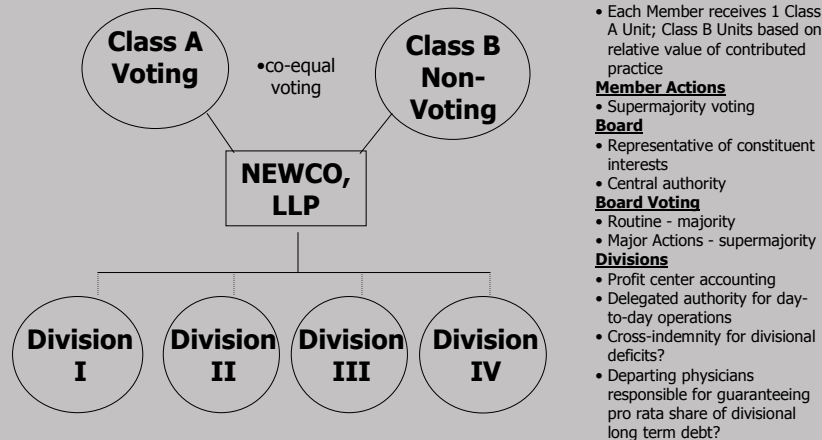 Class A
Voting
•co-equal
voting
Class B
Non-
Voting
NEWCO,
LLP
Division
I
Division
II
Division
III
Division
IV
• Each Member receives 1 Class
A Unit; Class B Units based on
relative value of contributed
practice
Member Actions
• Supermajority voting
Board
• Representative of constituent
interests
• Central authority
Board Voting
• Routine - majority
• Major Actions - supermajority
Divisions
• Profit center accounting
• Delegated authority for day-
to-day operations
• Cross-indemnity for divisional
deficits?
• Departing physicians
responsible for guaranteeing
pro rata share of divisional
long term debt?